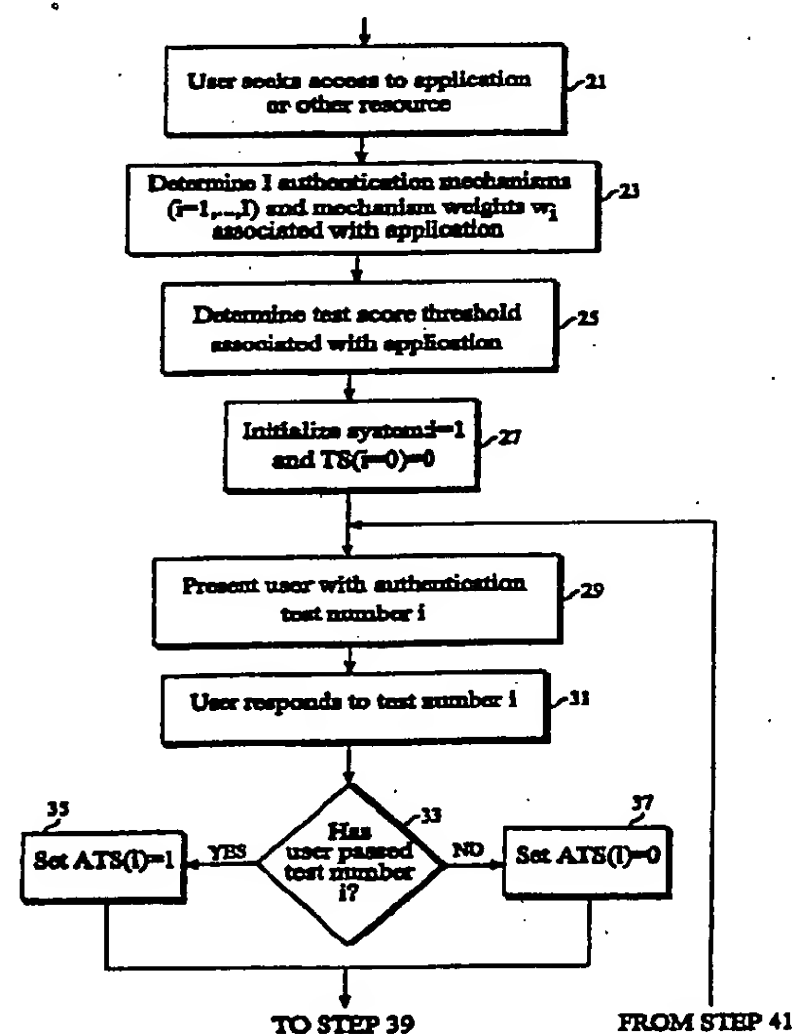 User seeks access to application
or other resource
21
Determine I authentication mechanisms
(i=1,...,I) and mechanism weights wi
associated with application
23
Determine test score threshold
associated with application
25
Initialize system:i=1
and TS(i=0)=0
27
Present user with authentication
test number i
29
User responds to test number i
31
33
Has
user passed
test number
i?
YES
NO
35
Set ATS(i)=1
37
Set ATS(i)=0
TO STEP 39
FROM STEP 41